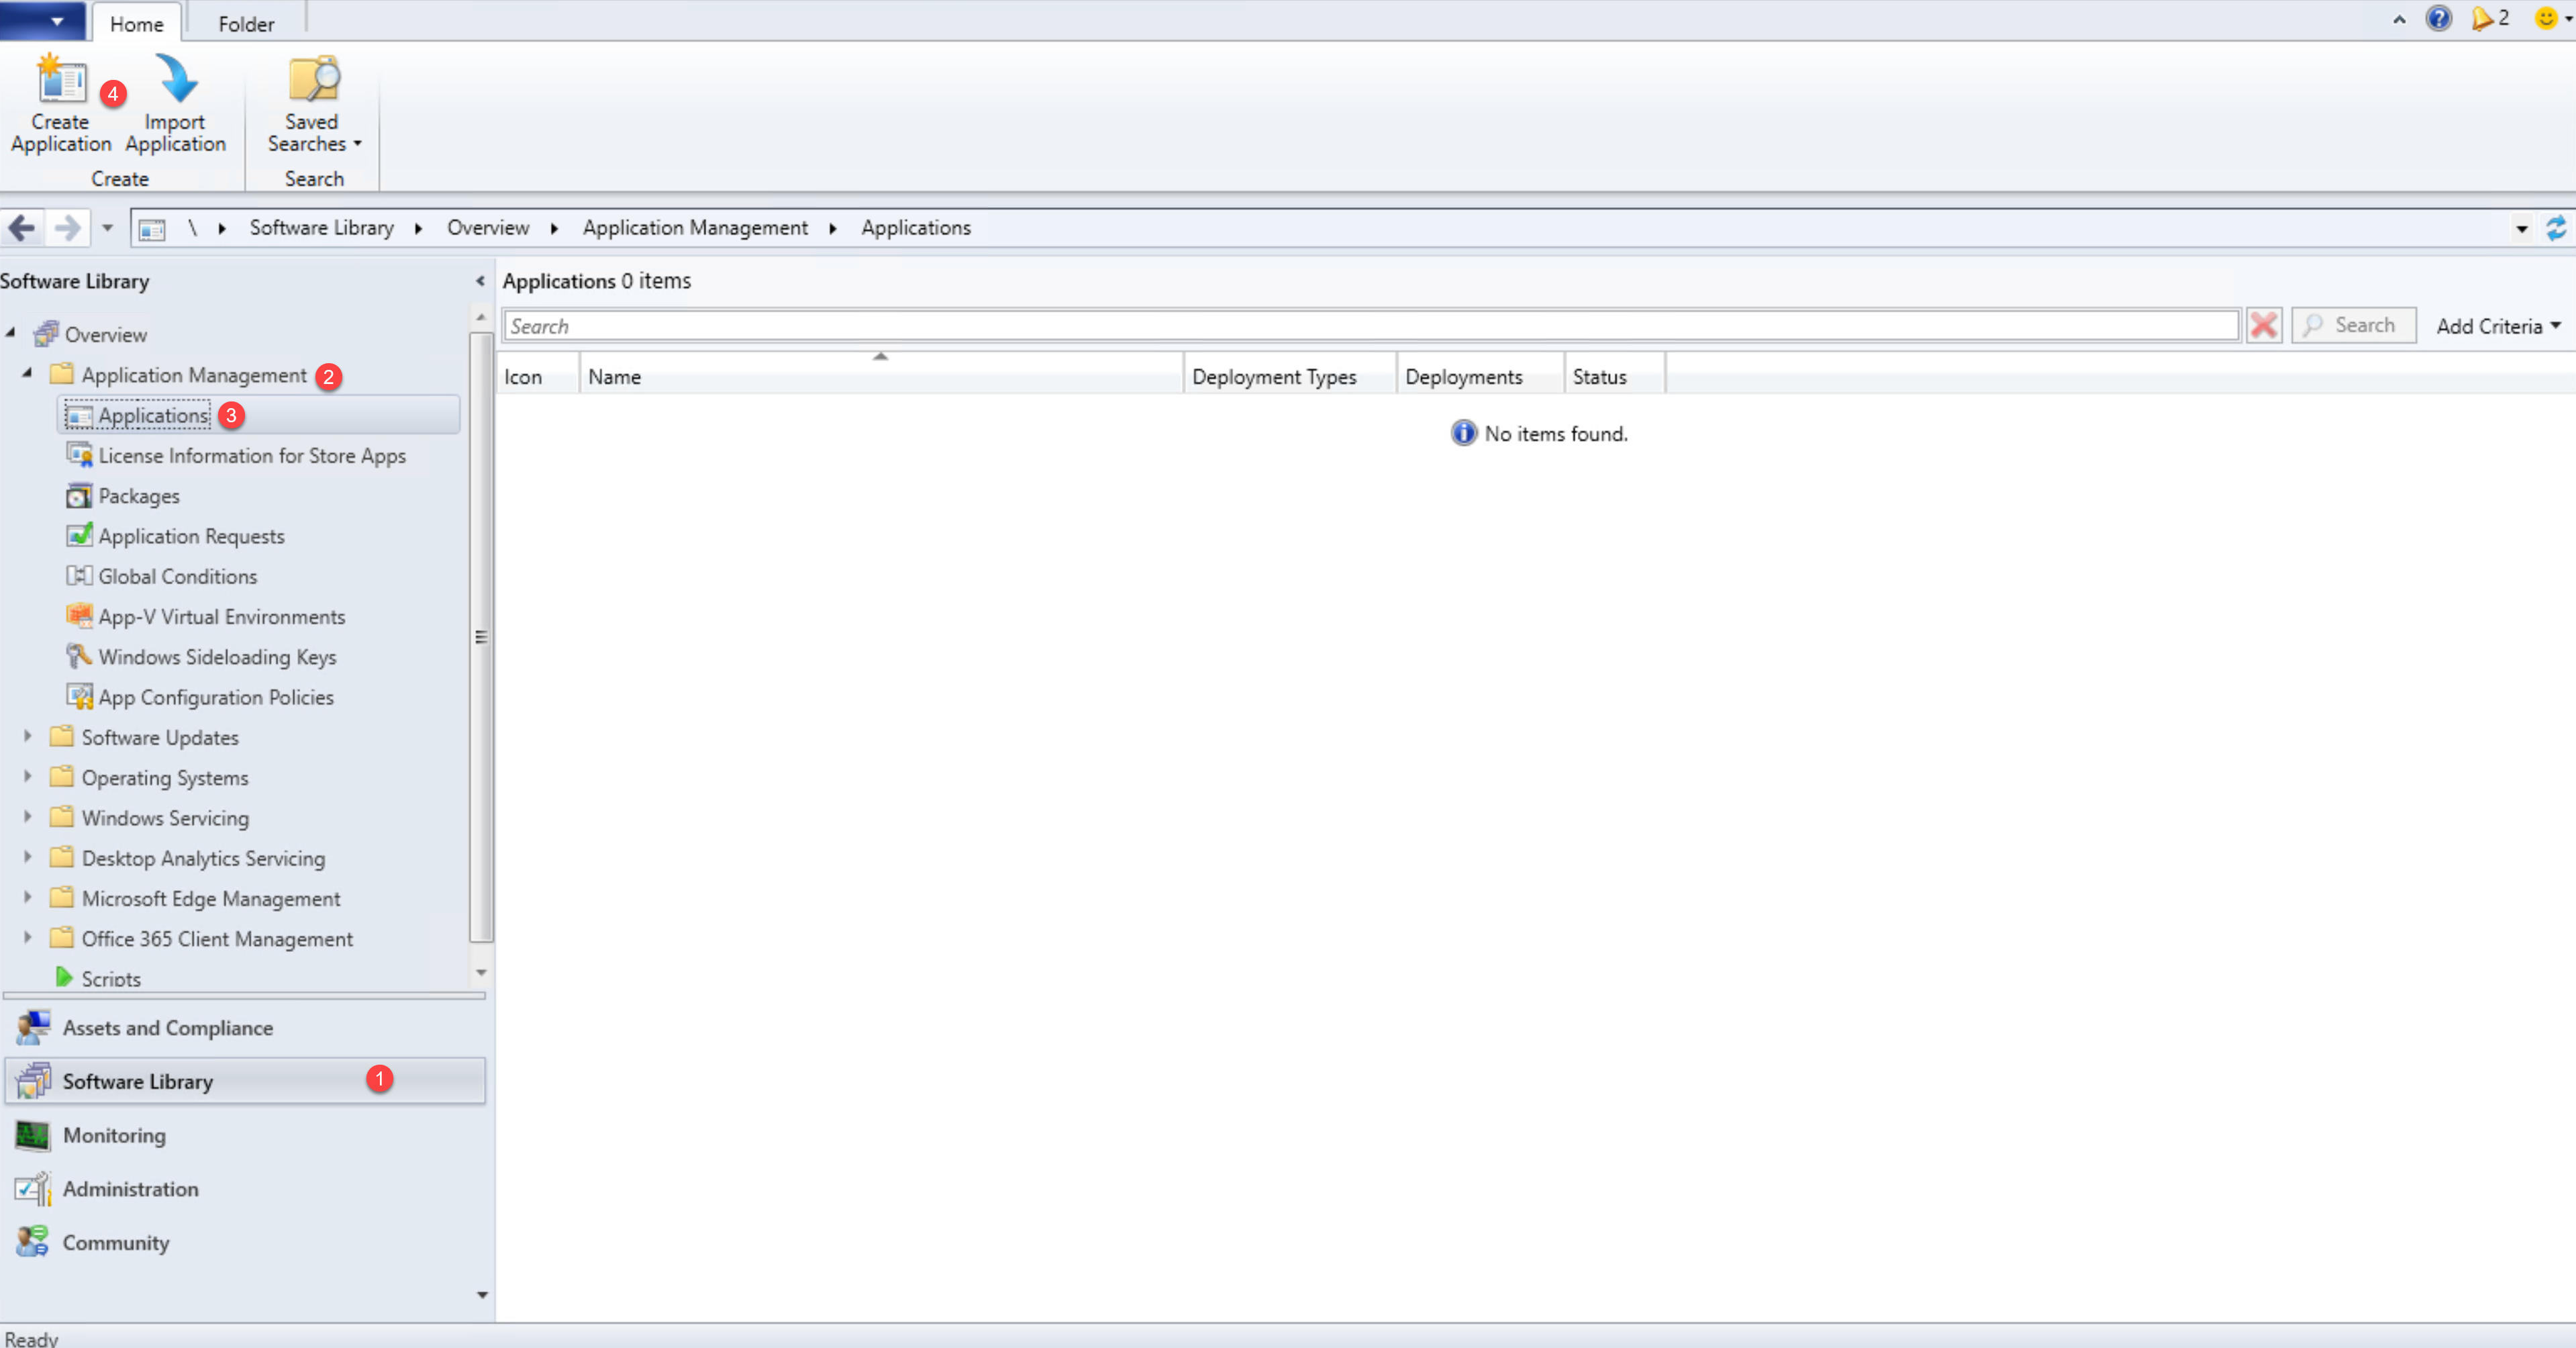 Home Folder
2
4
Create Application
Import Application
Saved Searches
Create
Search
\ Software Library Overview Application Management Applications
Software Library
Overview
Application Management 2
Applications 3
License Information for Store Apps
Packages
Application Requests
Global Conditions
App-V Virtual Environments
Windows Sideloading Keys
App Configuration Policies
Software Updates
Operating Systems
Windows Servicing
Desktop Analytics Servicing
Microsoft Edge Management
Office 365 Client Management
Scripts
Assets and Compliance
Software Library 1
Monitoring
Administration
Community
Applications 0 items
Search Search Add Criteria
Icon Name Deployment Types Deployments Status
No items found.
Ready